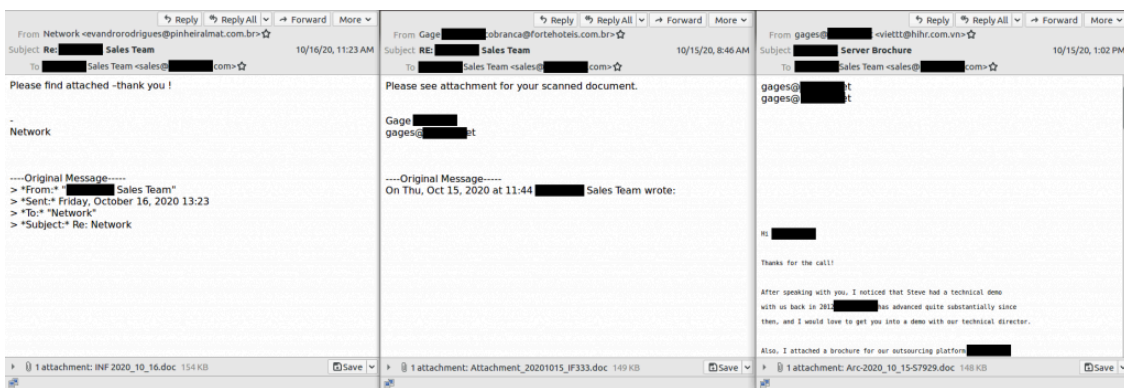 Reply Reply All Forward More
From Network <evandrorodrigues@pinheiralmat.com.br>
Subject Re: Sales Team 10/16/20, 11:23 AM
To Sales Team <sales@ com>
Please find attached –thank you !
-
Network
----Original Message-----
> *From:* " Sales Team"
> *Sent:* Friday, October 16, 2020 13:23
> *To:* "Network"
> *Subject:* Re: Network
1 attachment: INF 2020_10_16.doc 154 KB Save
Reply Reply All Forward More
From Gage obranca@fortehoteis.com.br>
Subject RE: Sales Team 10/15/20, 8:46 AM
To Sales Team <sales@ com>
Please see attachment for your scanned document.
Gage
gages@ et
----Original Message-----
On Thu, Oct 15, 2020 at 11:44 Sales Team wrote:
1 attachment: Attachment_20201015_IF333.doc 149 KB Save
Reply Reply All Forward More
From gages@ <viettt@hihr.com.vn>
Subject Server Brochure 10/15/20, 1:02 PM
To Sales Team <sales@ com>
gages@ t
gages@ t
Hi
Thanks for the call!
After speaking with you, I noticed that Steve had a technical demo
with us back in 2012 has advanced quite substantially since
then, and I would love to get you into a demo with our technical director.
Also, I attached a brochure for our outsourcing platform
1 attachment: Arc-2020_10_15-57929.doc 148 KB Save